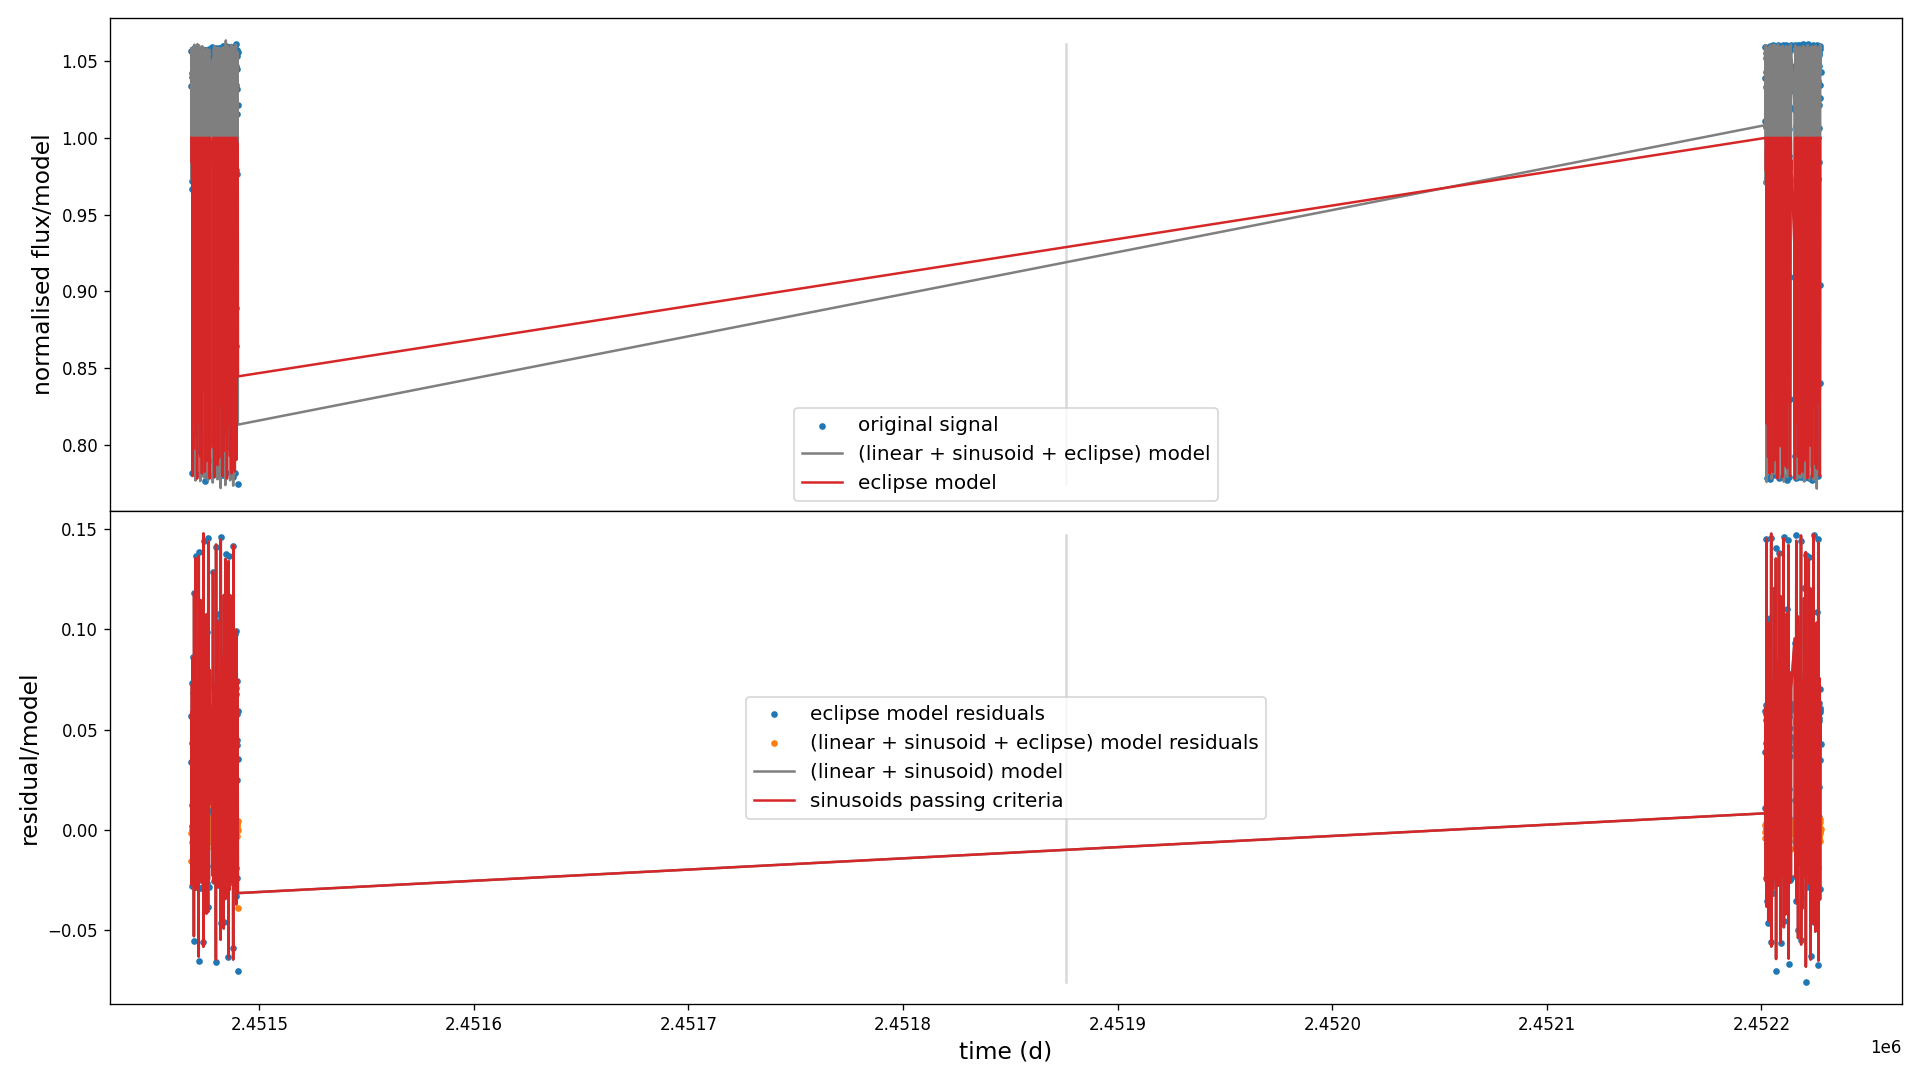 normalised flux/model
1.05
1.00
0.95
0.90
0.85
0.80
original signal
(linear + sinusoid + eclipse) model
eclipse model
residual/model
0.15
0.10
0.05
0.00
−0.05
eclipse model residuals
(linear + sinusoid + eclipse) model residuals
(linear + sinusoid) model
sinusoids passing criteria
2.4515 2.4516 2.4517 2.4518 2.4519 2.4520 2.4521 2.4522
1e6
time (d)